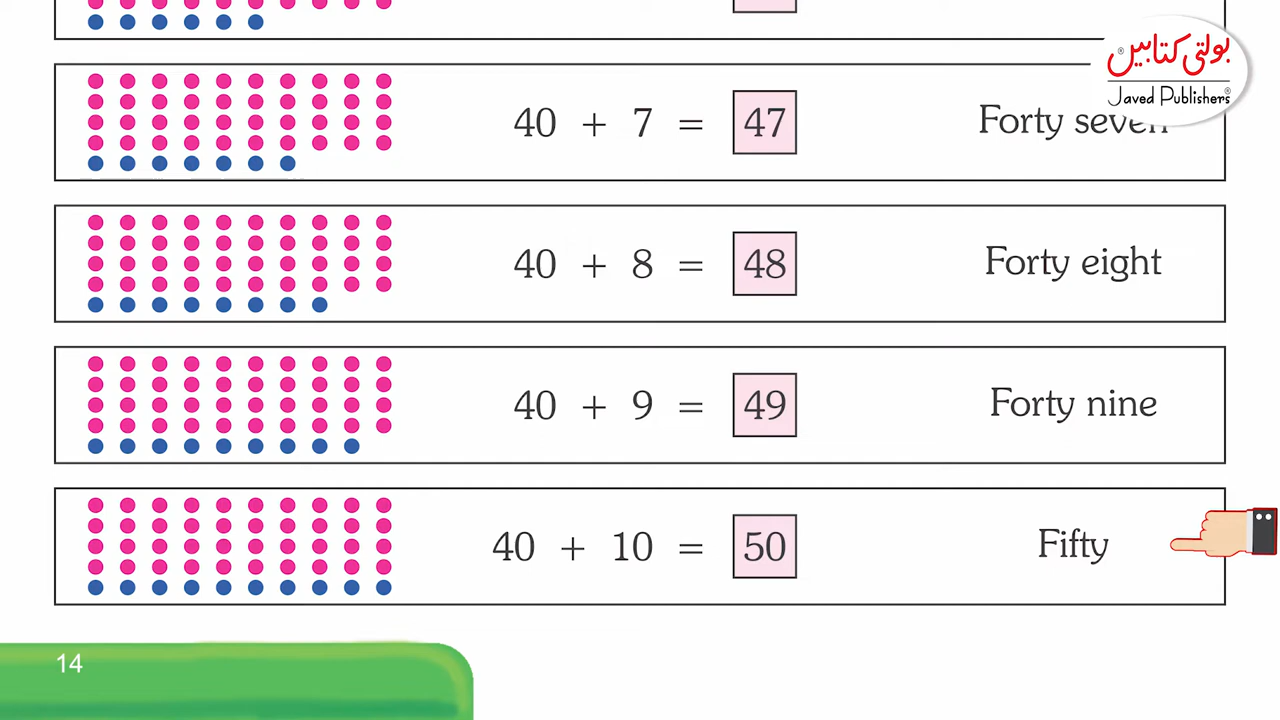 بولتی کتابیں
Javed Publishers
40 + 7 = 47 Forty seven
40 + 8 = 48 Forty eight
40 + 9 = 49 Forty nine
40 + 10 = 50 Fifty
14